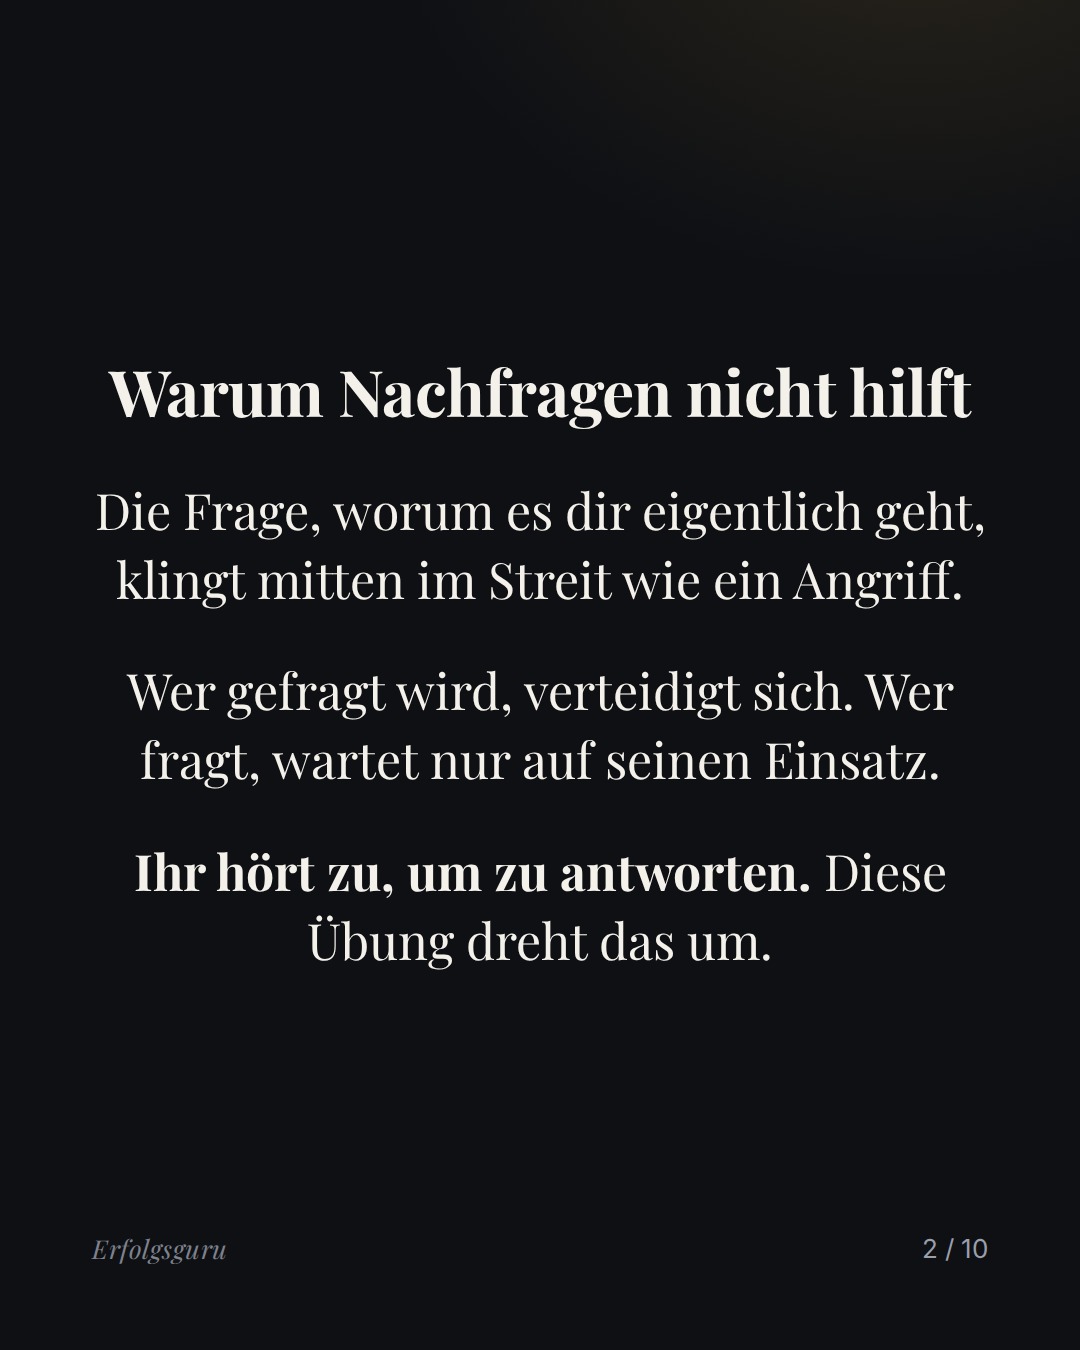 Warum Nachfragen nicht hilft
Die Frage, worum es dir eigentlich geht,
klingt mitten im Streit wie ein Angriff.
Wer gefragt wird, verteidigt sich. Wer
fragt, wartet nur auf seinen Einsatz.
Ihr hört zu, um zu antworten. Diese
Übung dreht das um.
Erfolgsguru
2 / 10